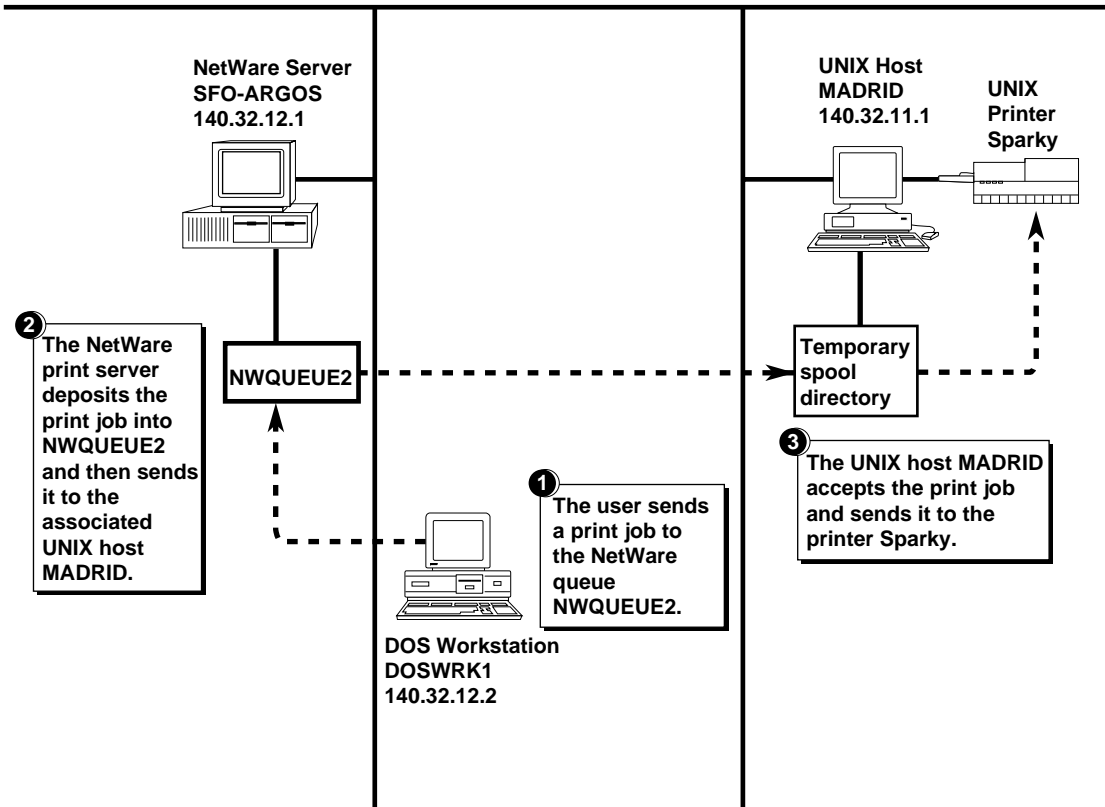 NetWare Server
SFO-ARGOS
140.32.12.1
UNIX Host
MADRID
140.32.11.1
UNIX
Printer
Sparky
2
The NetWare
print server
deposits the
print job into
NWQUEUE2
and then sends
it to the
associated
UNIX host
MADRID.
NWQUEUE2
Temporary
spool
directory
1
The user sends
a print job to
the NetWare
queue
NWQUEUE2.
3
The UNIX host MADRID
accepts the print job
and sends it to the
printer Sparky.
DOS Workstation
DOSWRK1
140.32.12.2